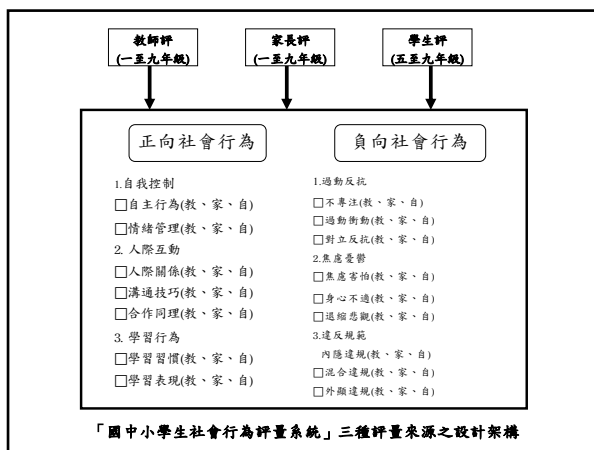 教師評
(一至九年級)
家長評
(一至九年級)
學生評
(五至九年級)
正向社會行為
1.自我控制
□自主行為(教、家、自)
□情緒管理(教、家、自)
2. 人際互動
□人際關係(教、家、自)
□溝通技巧(教、家、自)
□合作同理(教、家、自)
3. 學習行為
□學習習慣(教、家、自)
□學習表現(教、家、自)
負向社會行為
1.過動反抗
□不專注(教、家、自)
□過動衝動(教、家、自)
□對立反抗(教、家、自)
2.焦慮憂鬱
□焦慮害怕(教、家、自)
□身心不適(教、家、自)
□退縮悲觀(教、家、自)
3.違反規範
內隱違規(教、家、自)
□混合違規(教、家、自)
□外顯違規(教、家、自)
「國中小學生社會行為評量系統」三種評量來源之設計架構